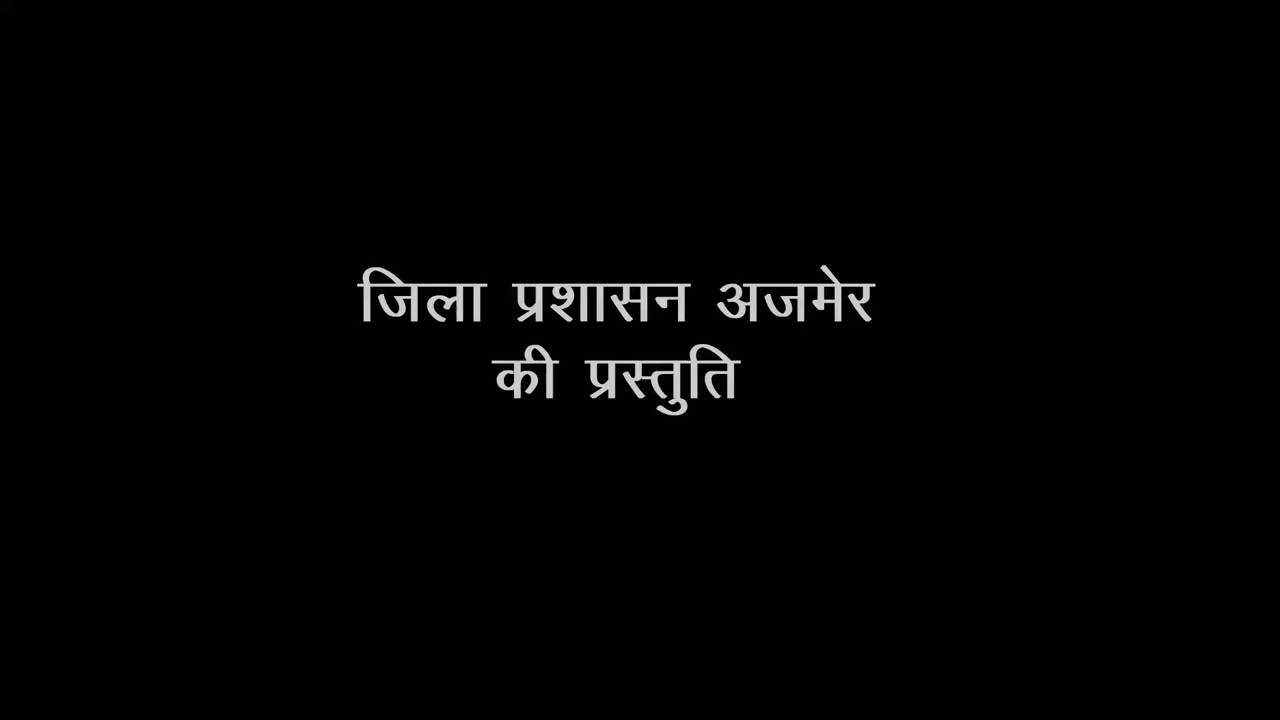 जिला प्रशासन अजमेर
की प्रस्तुति